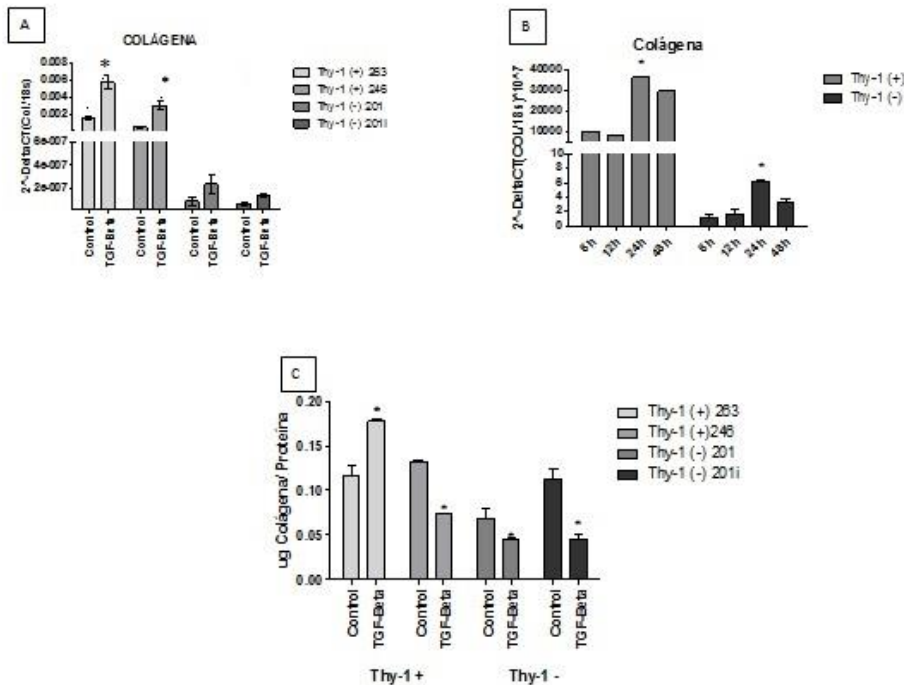 A
COLÁGENA
2^-DeltaCT(Col/18s)
0.008
0.006
0.004
0.002
6e-007
4e-007
2e-007
Control
TGF-Beta
Control
TGF-Beta
Control
TGF-Beta
Control
TGF-Beta
Thy-1 (+) 263
Thy-1 (+) 246
Thy-1 (-) 201
Thy-1 (-) 201i
B
Colágena
2^-DeltaCT(COL/18s)*10^7
40000
30000
20000
10000
10
8
6
4
2
0
6h
12h
24h
48h
6h
12h
24h
48h
Thy-1 (+)
Thy-1 (-)
C
ug Colágena/ Proteína
0.20
0.15
0.10
0.05
0.00
Control
TGF-Beta
Control
TGF-Beta
Control
TGF-Beta
Control
TGF-Beta
Thy-1 +
Thy-1 -
Thy-1 (+) 263
Thy-1 (+)246
Thy-1 (-) 201
Thy-1 (-) 201i